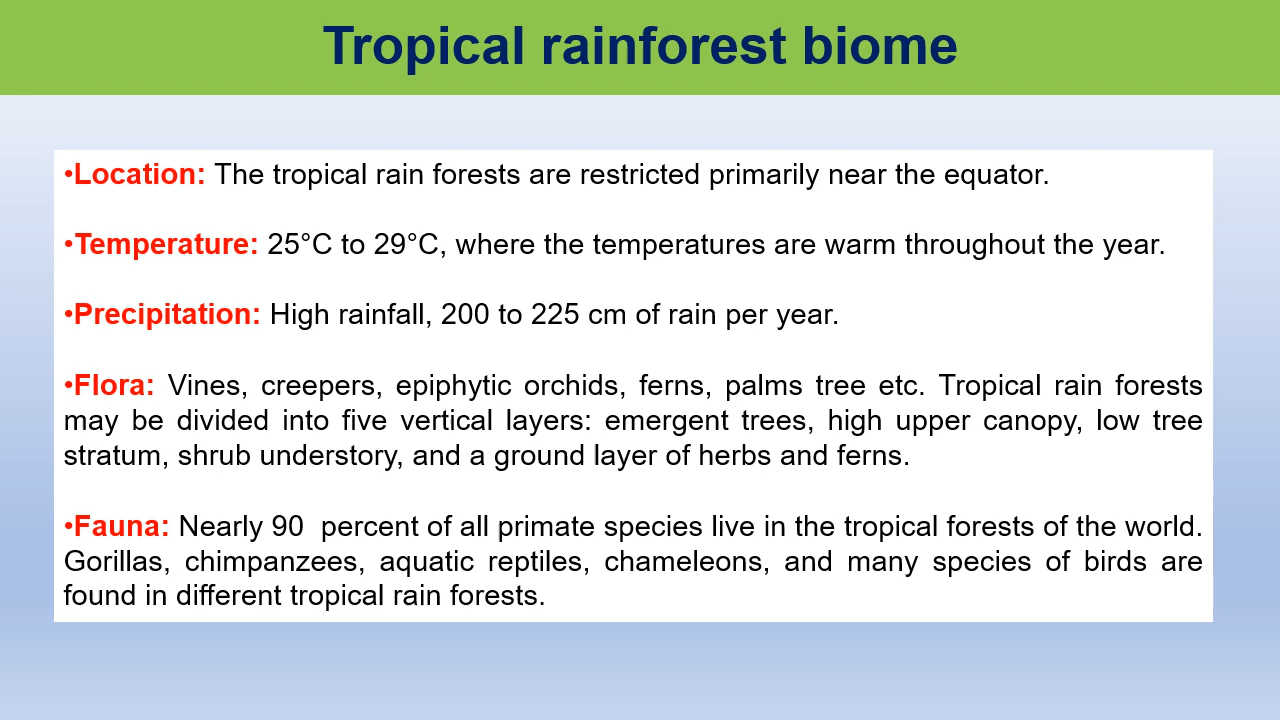 Tropical rainforest biome
•Location: The tropical rain forests are restricted primarily near the equator.
•Temperature: 25°C to 29°C, where the temperatures are warm throughout the year.
•Precipitation: High rainfall, 200 to 225 cm of rain per year.
•Flora: Vines, creepers, epiphytic orchids, ferns, palms tree etc. Tropical rain forests
may be divided into five vertical layers: emergent trees, high upper canopy, low tree
stratum, shrub understory, and a ground layer of herbs and ferns.
•Fauna: Nearly 90  percent of all primate species live in the tropical forests of the world.
Gorillas, chimpanzees, aquatic reptiles, chameleons, and many species of birds are
found in different tropical rain forests.